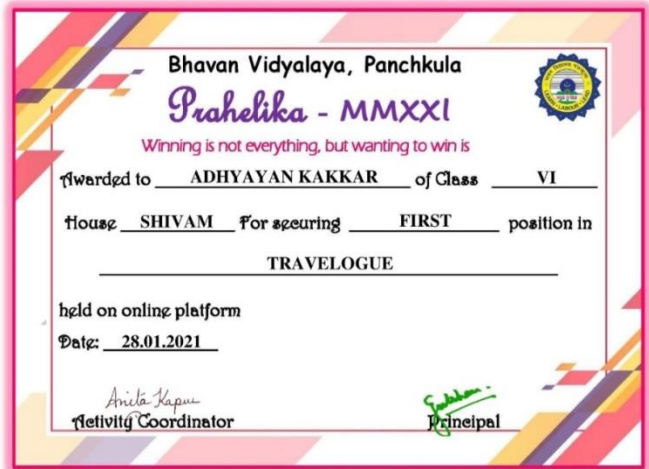 Bhavan Vidyalaya, Panchkula
Prahelika - MMXXI
Winning is not everything, but wanting to win is
Awarded to ADHYAYAN KAKKAR of Class VI
House SHIVAM For securing FIRST position in
TRAVELOGUE
held on online platform
Date: 28.01.2021
Anita Kapur
Activity Coordinator
Principal